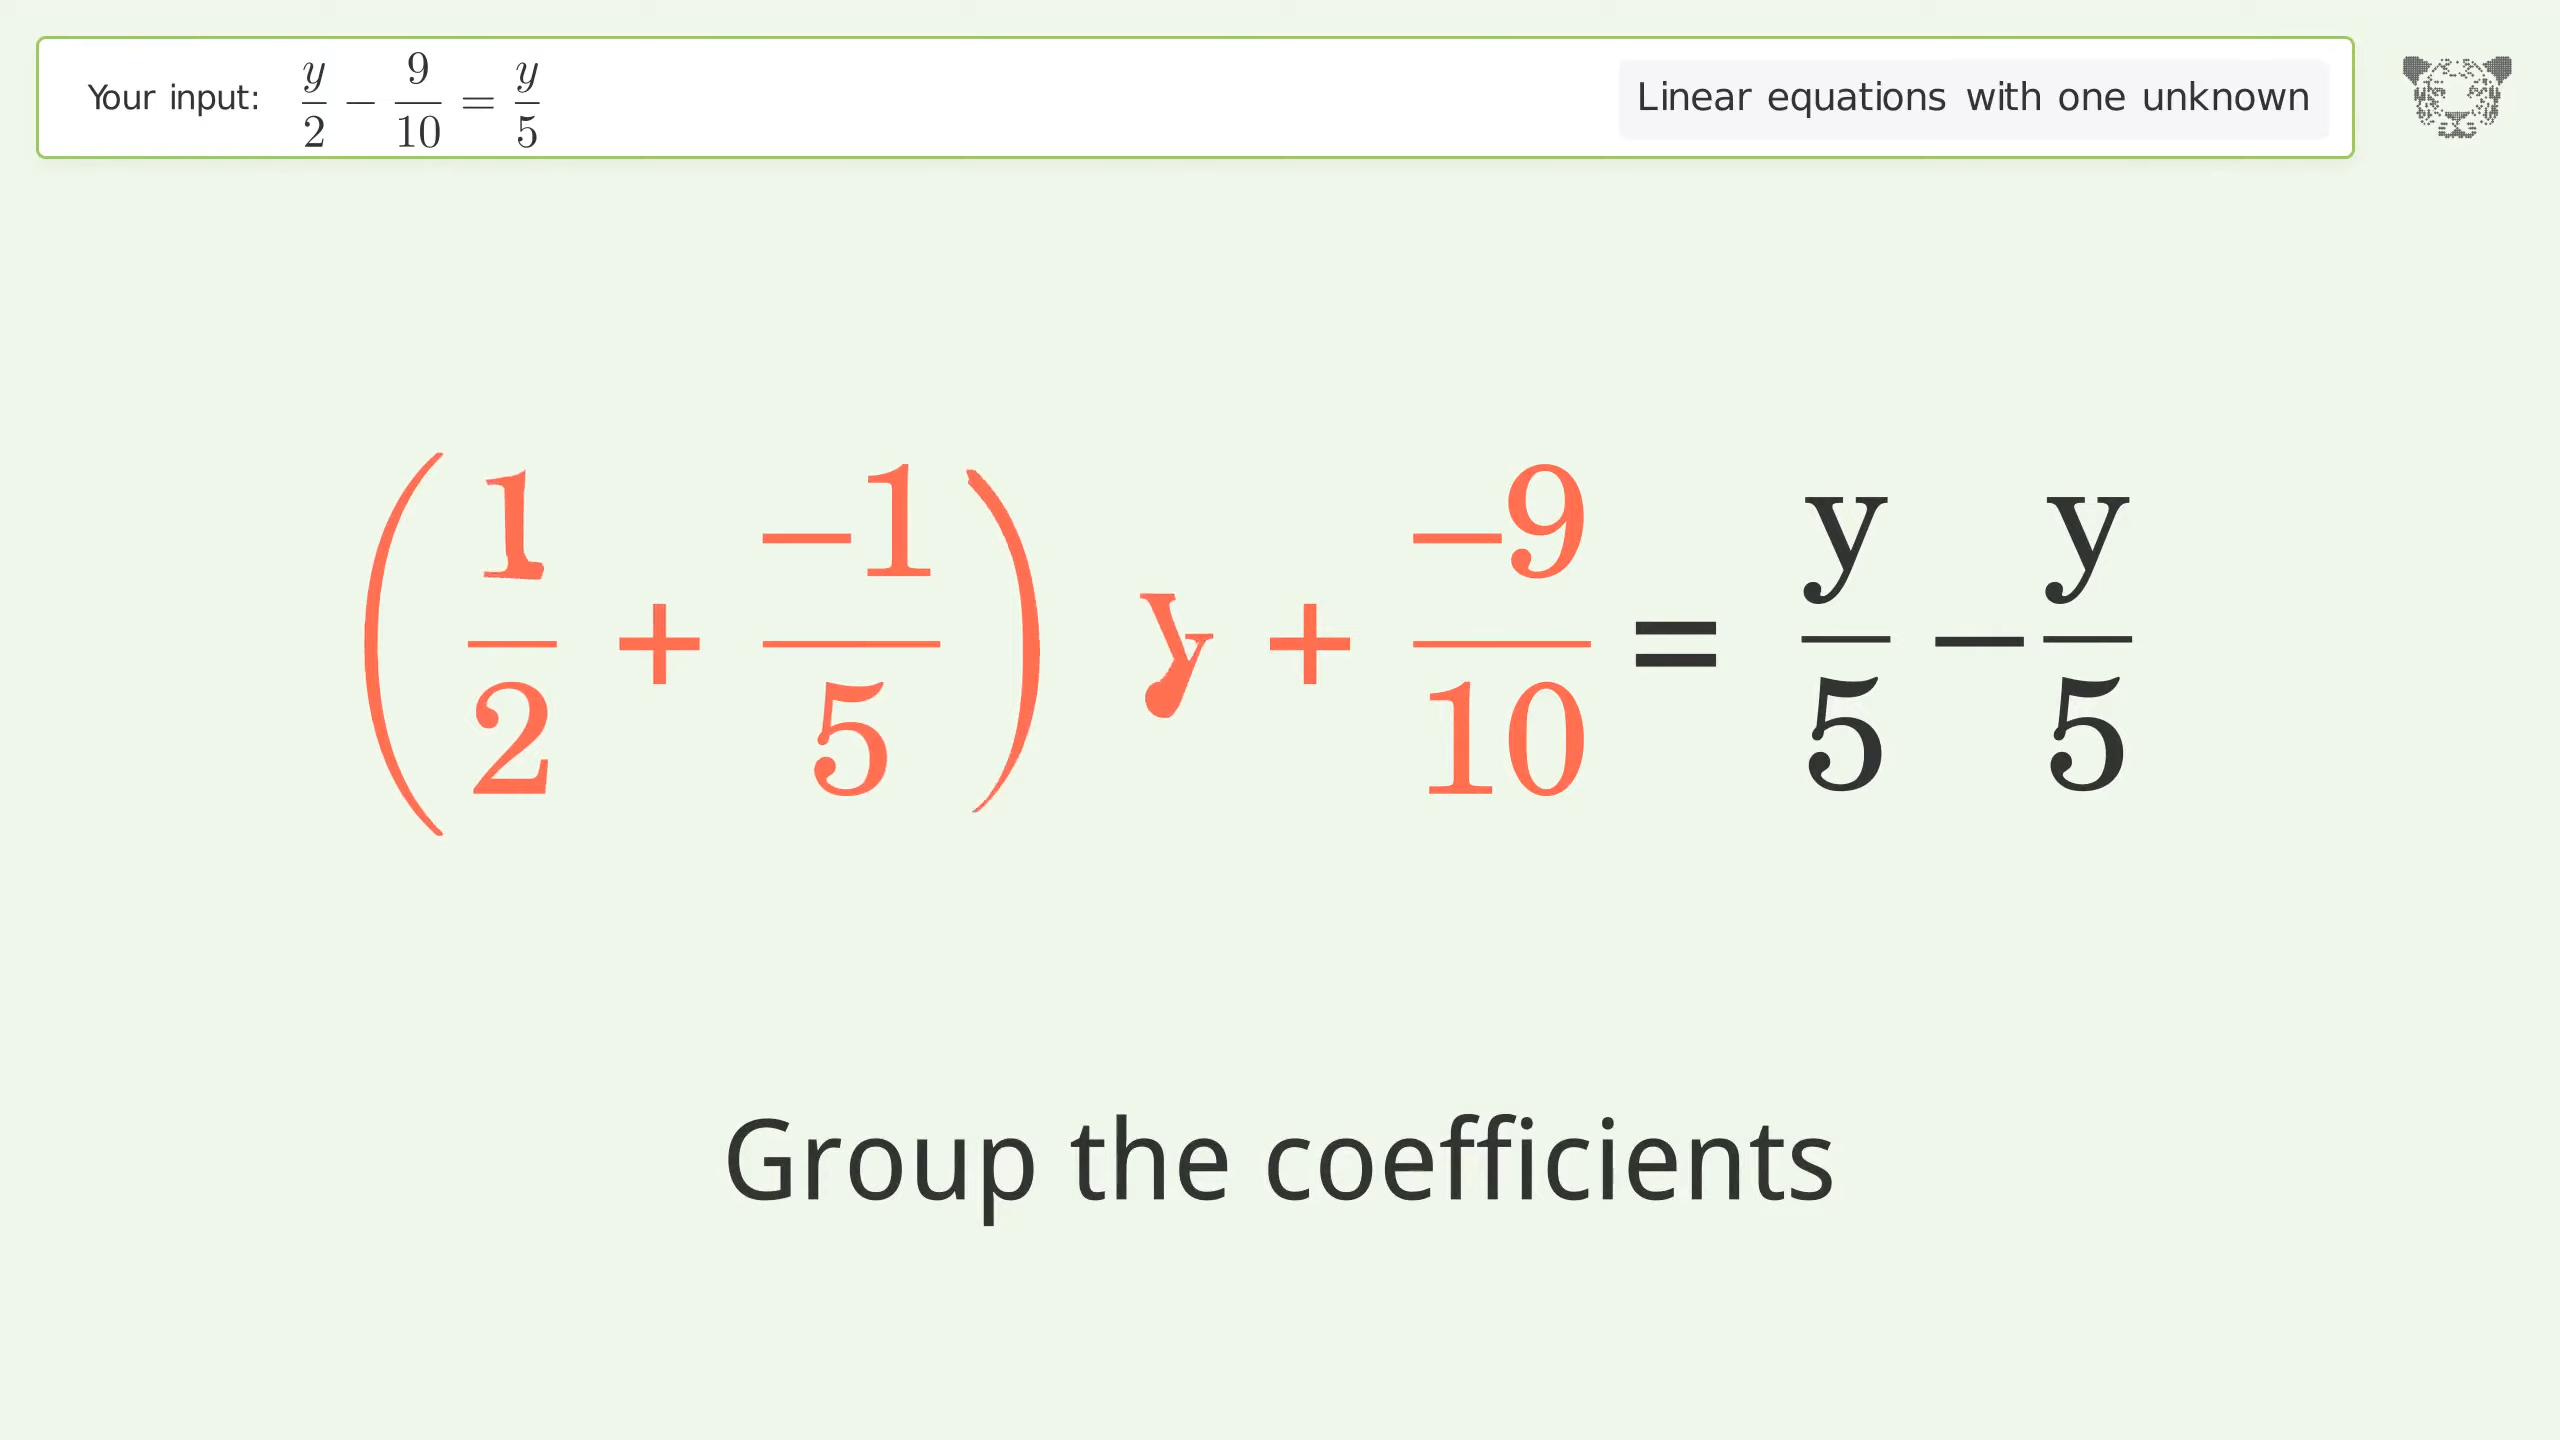 Your input: y/2 − 9/10 = y/5
Linear equations with one unknown
(1/2 + −1/5) y + −9/10 = y/5 − y/5
Group the coefficients